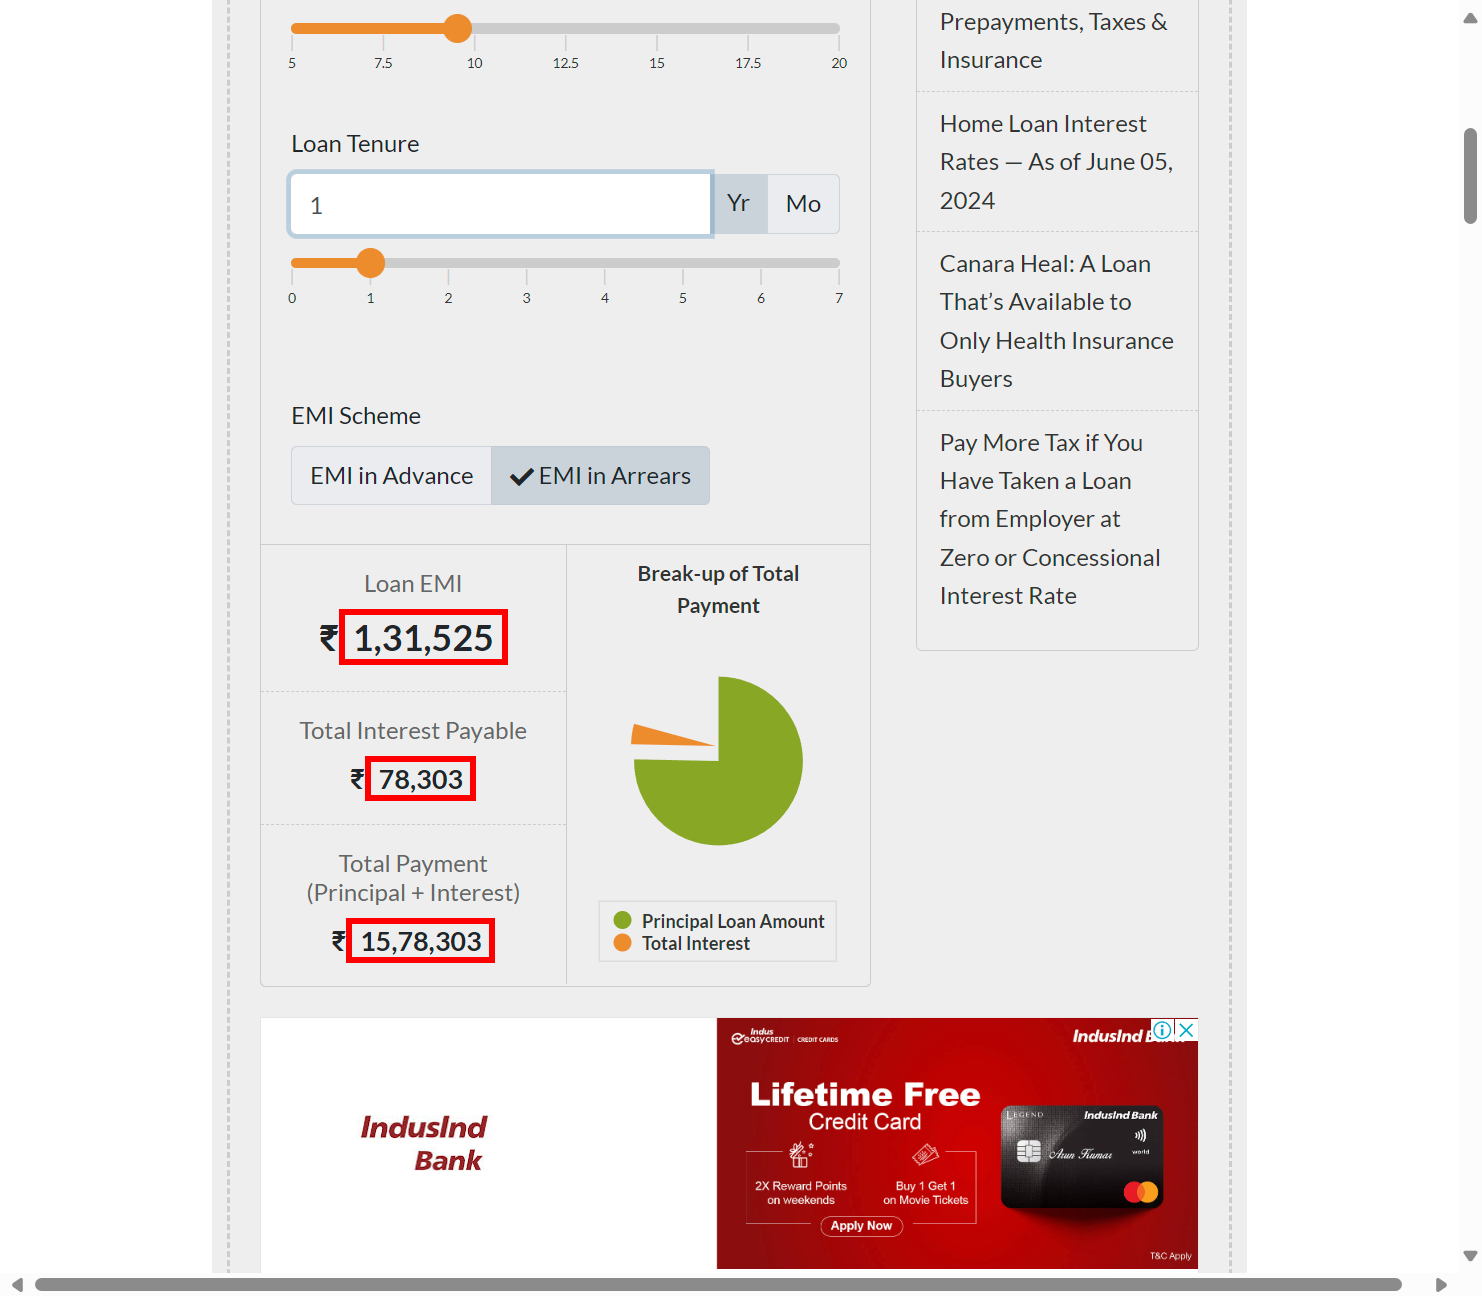 5 7.5 10 12.5 15 17.5 20
Loan Tenure
1 Yr Mo
0 1 2 3 4 5 6 7
EMI Scheme
EMI in Advance EMI in Arrears
Loan EMI
₹ 1,31,525
Total Interest Payable
₹ 78,303
Total Payment
(Principal + Interest)
₹ 15,78,303
Break-up of Total
Payment
Principal Loan Amount
Total Interest
Prepayments, Taxes &
Insurance
Home Loan Interest
Rates — As of June 05,
2024
Canara Heal: A Loan
That’s Available to
Only Health Insurance
Buyers
Pay More Tax if You
Have Taken a Loan
from Employer at
Zero or Concessional
Interest Rate
IndusInd
Bank
Indus
easyCREDIT | CREDIT CARDS
IndusInd
Lifetime Free
Credit Card
2X Reward Points
on weekends
Buy 1 Get 1
on Movie Tickets
Apply Now
LEGEND IndusInd Bank
Arun Kumar
world
T&C Apply